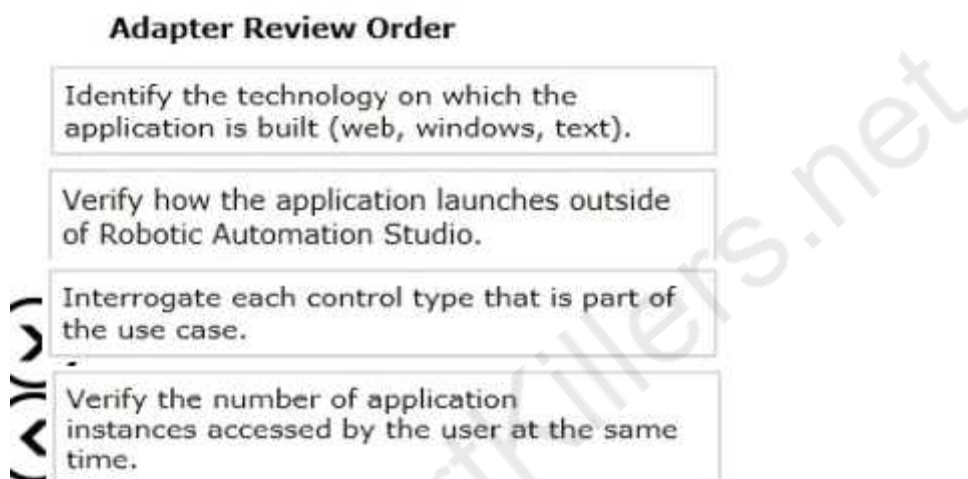 Adapter Review Order
Identify the technology on which the
application is built (web, windows, text).
Verify how the application launches outside
of Robotic Automation Studio.
Interrogate each control type that is part of
the use case.
Verify the number of application
instances accessed by the user at the same
time.
killers.net